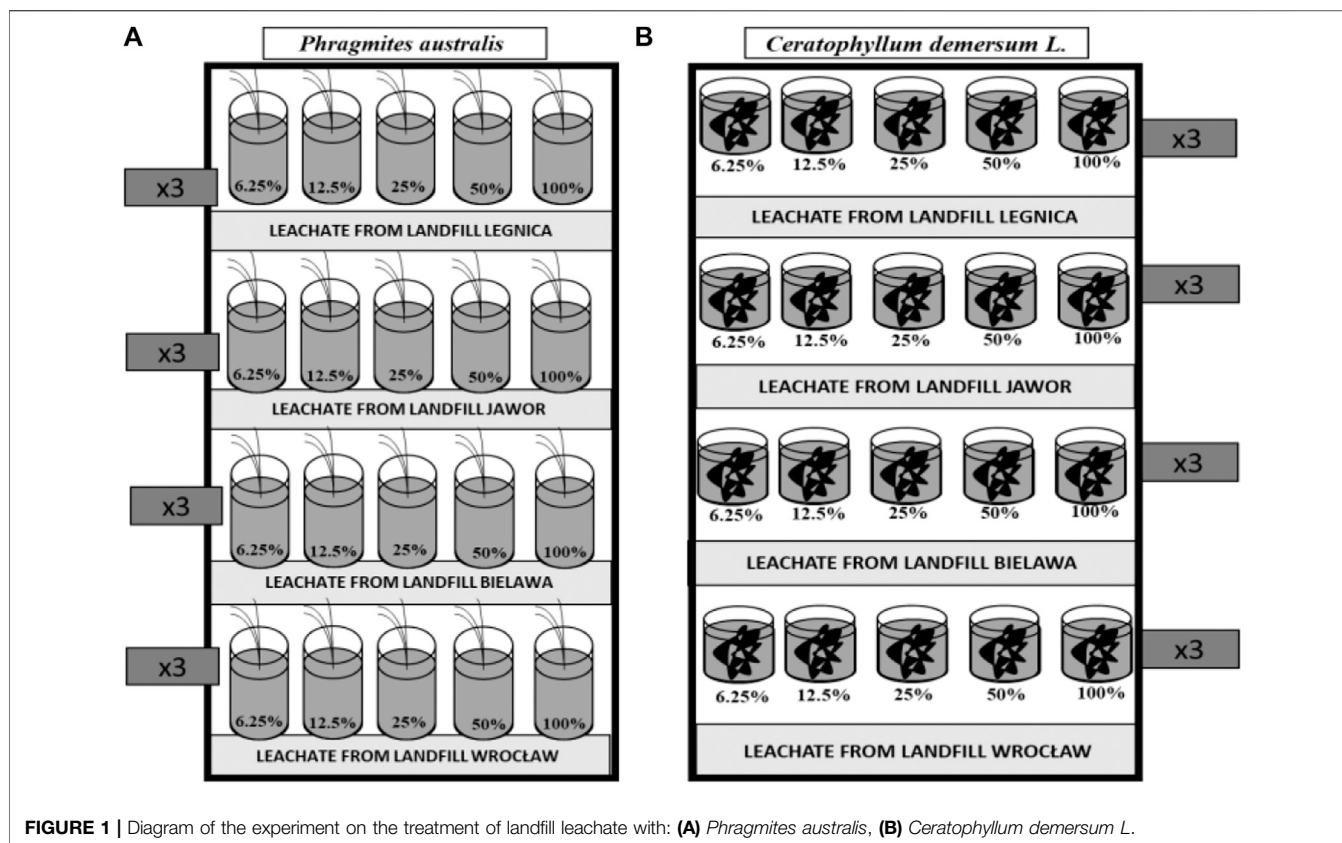 A
Phragmites australis
x3
6.25% 12.5% 25% 50% 100%
LEACHATE FROM LANDFILL LEGNICA
x3
6.25% 12.5% 25% 50% 100%
LEACHATE FROM LANDFILL JAWOR
x3
6.25% 12.5% 25% 50% 100%
LEACHATE FROM LANDFILL BIELAWA
x3
6.25% 12.5% 25% 50% 100%
LEACHATE FROM LANDFILL WROCŁAW
B
Ceratophyllum demersum L.
x3
6.25% 12.5% 25% 50% 100%
LEACHATE FROM LANDFILL LEGNICA
x3
6.25% 12.5% 25% 50% 100%
LEACHATE FROM LANDFILL JAWOR
x3
6.25% 12.5% 25% 50% 100%
LEACHATE FROM LANDFILL BIELAWA
x3
6.25% 12.5% 25% 50% 100%
LEACHATE FROM LANDFILL WROCŁAW
FIGURE 1 | Diagram of the experiment on the treatment of landfill leachate with: (A) Phragmites australis, (B) Ceratophyllum demersum L.